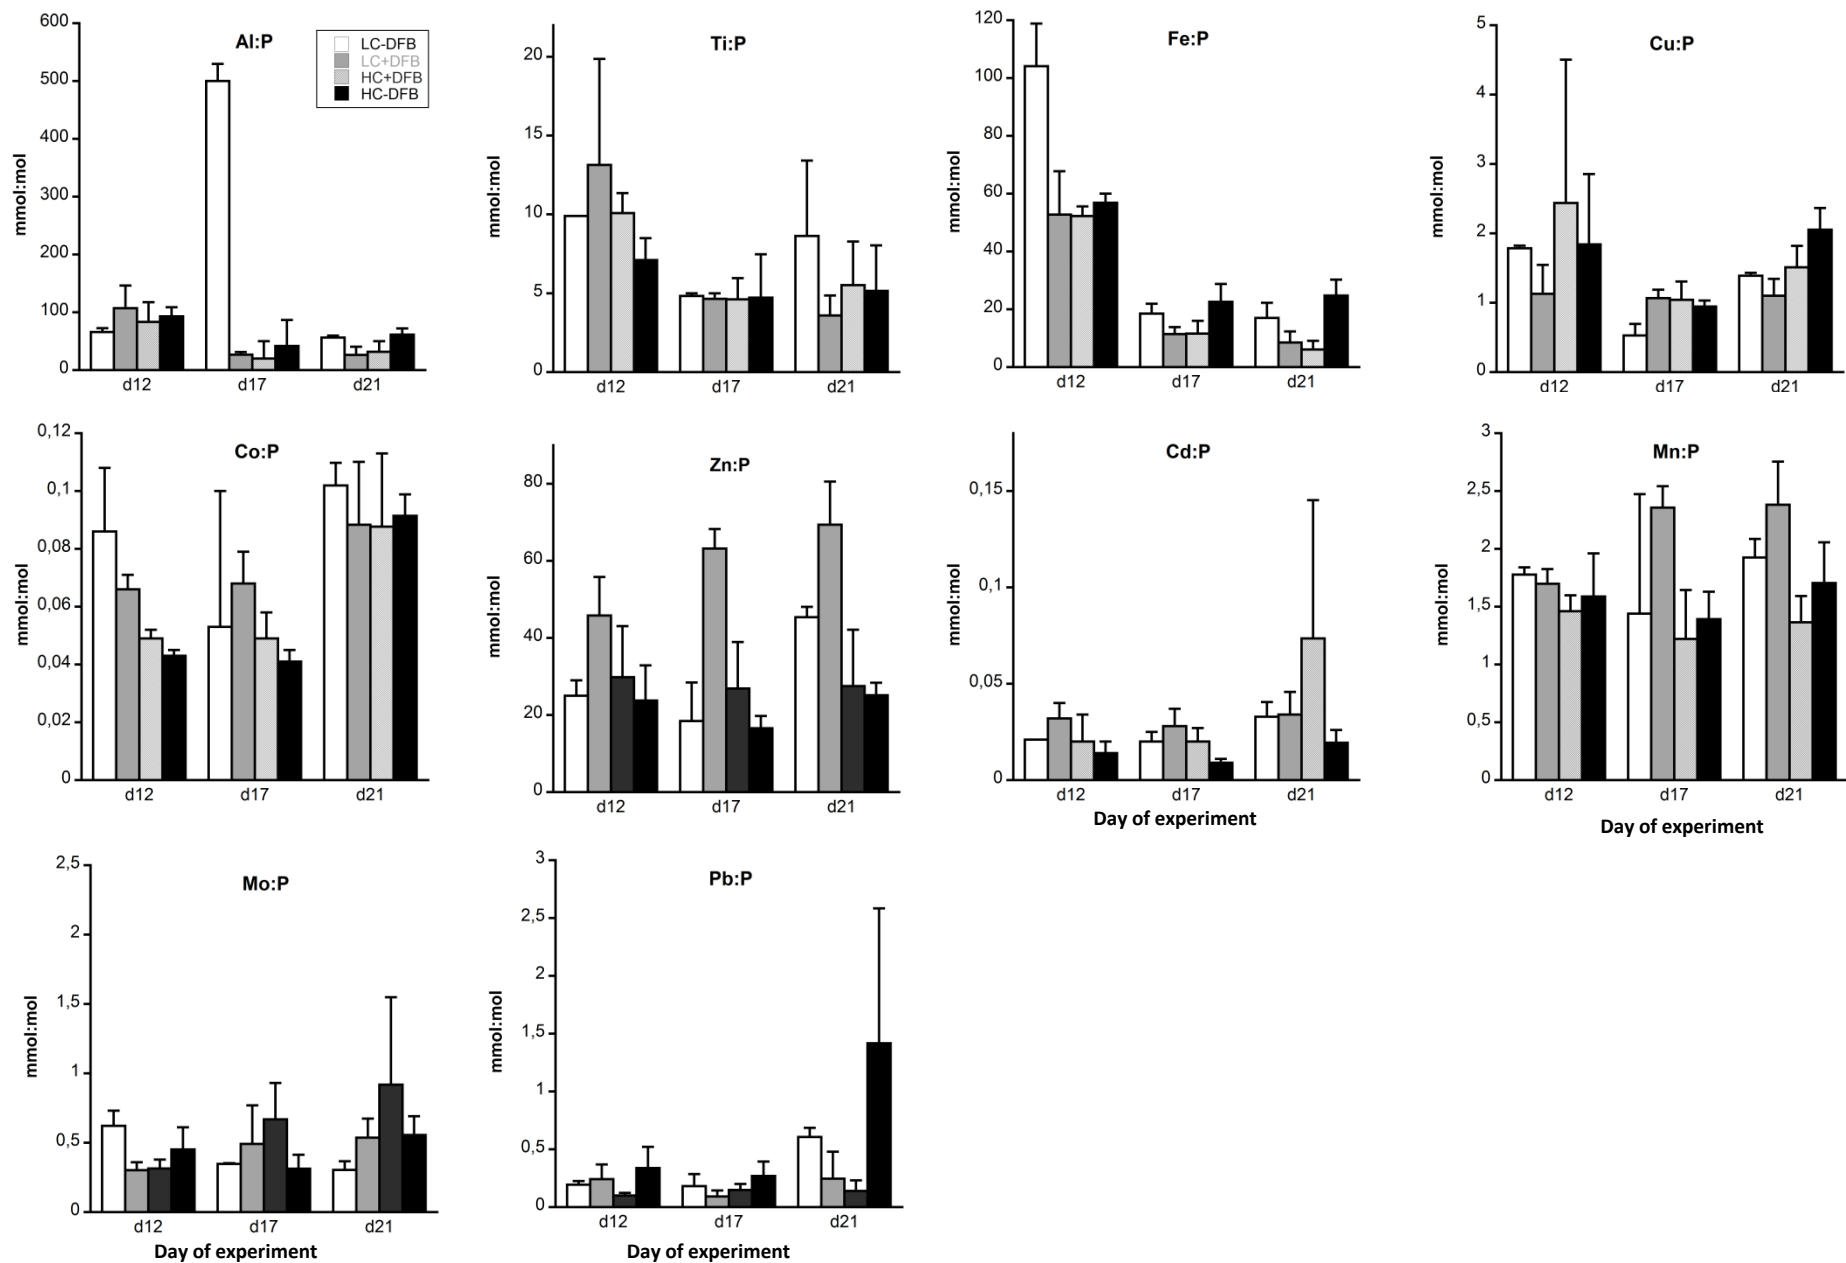 Al:P
600
500
400
300
200
100
0
mmol:mol
LC-DFB
LC+DFB
HC+DFB
HC-DFB
d12 d17 d21
Ti:P
20
15
10
5
0
mmol:mol
d12 d17 d21
Fe:P
120
100
80
60
40
20
0
mmol:mol
d12 d17 d21
Cu:P
5
4
3
2
1
0
mmol:mol
d12 d17 d21
Co:P
0,12
0,1
0,08
0,06
0,04
0,02
0
mmol:mol
d12 d17 d21
Zn:P
80
60
40
20
0
mmol:mol
d12 d17 d21
Cd:P
0,15
0,1
0,05
0
mmol:mol
d12 d17 d21
Day of experiment
Mn:P
3
2,5
2
1,5
1
0,5
0
mmol:mol
d12 d17 d21
Day of experiment
Mo:P
2,5
2
1,5
1
0,5
0
mmol:mol
d12 d17 d21
Day of experiment
Pb:P
3
2,5
2
1,5
1
0,5
0
mmol:mol
d12 d17 d21
Day of experiment